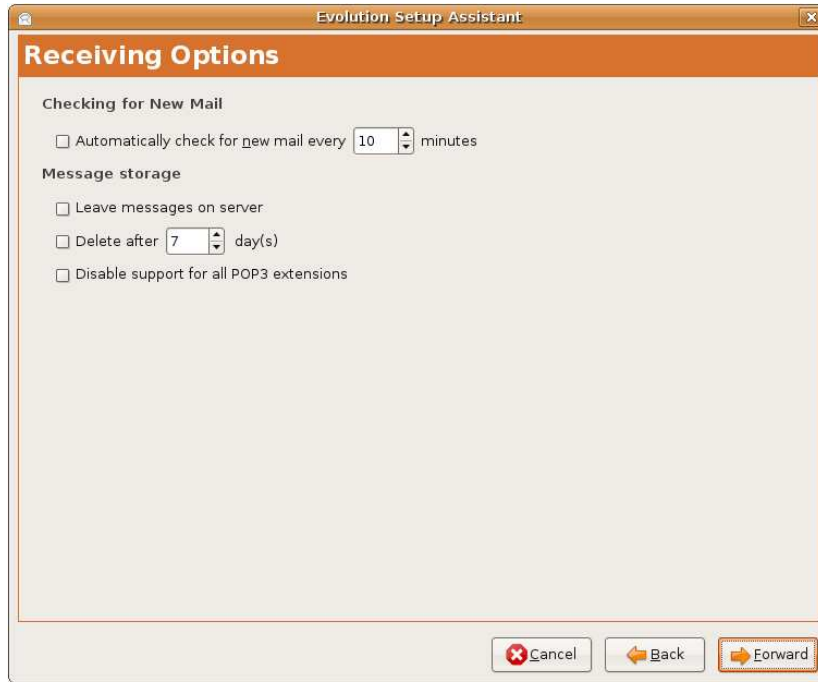 Evolution Setup Assistant
Receiving Options
Checking for New Mail
Automatically check for new mail every 10 minutes
Message storage
Leave messages on server
Delete after 7 day(s)
Disable support for all POP3 extensions
Cancel Back Forward